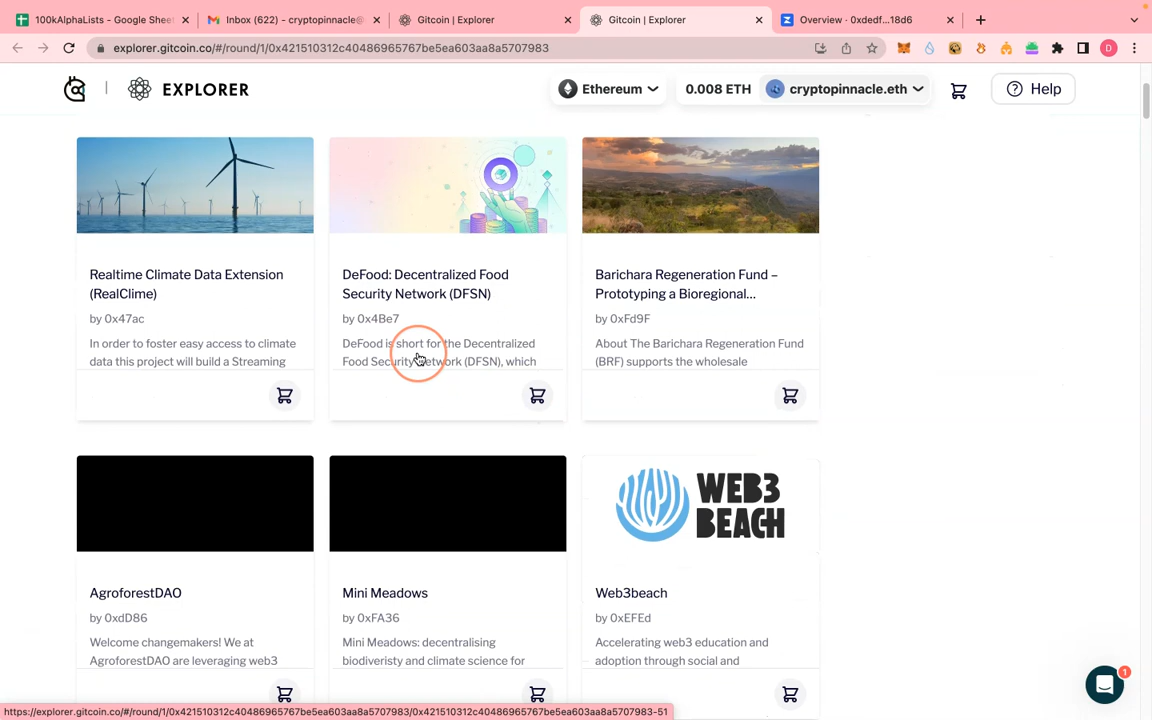 100kAlphaLists - Google Shee
Inbox (622) - cryptopinnacle@
Gitcoin | Explorer
Gitcoin | Explorer
Overview · 0xdedf...18d6
explorer.gitcoin.co/#/round/1/0x421510312c40486965767be5ea603aa8a5707983
D
EXPLORER
Ethereum
0.008 ETH
cryptopinnacle.eth
Help
Realtime Climate Data Extension
(RealClime)
by 0x47ac
In order to foster easy access to climate
data this project will build a Streaming
DeFood: Decentralized Food
Security Network (DFSN)
by 0x4Be7
DeFood is short for the Decentralized
Food Security Network (DFSN), which
Barichara Regeneration Fund –
Prototyping a Bioregional...
by 0xFd9F
About The Barichara Regeneration Fund
(BRF) supports the wholesale
WEB3
BEACH
AgroforestDAO
by 0xdD86
Welcome changemakers! We at
AgroforestDAO are leveraging web3
Mini Meadows
by 0xFA36
Mini Meadows: decentralising
biodiveristy and climate science for
Web3beach
by 0xEFEd
Accelerating web3 education and
adoption through social and
1
https://explorer.gitcoin.co/#/round/1/0x421510312c40486965767be5ea603aa8a5707983/0x421510312c40486965767be5ea603aa8a5707983-51